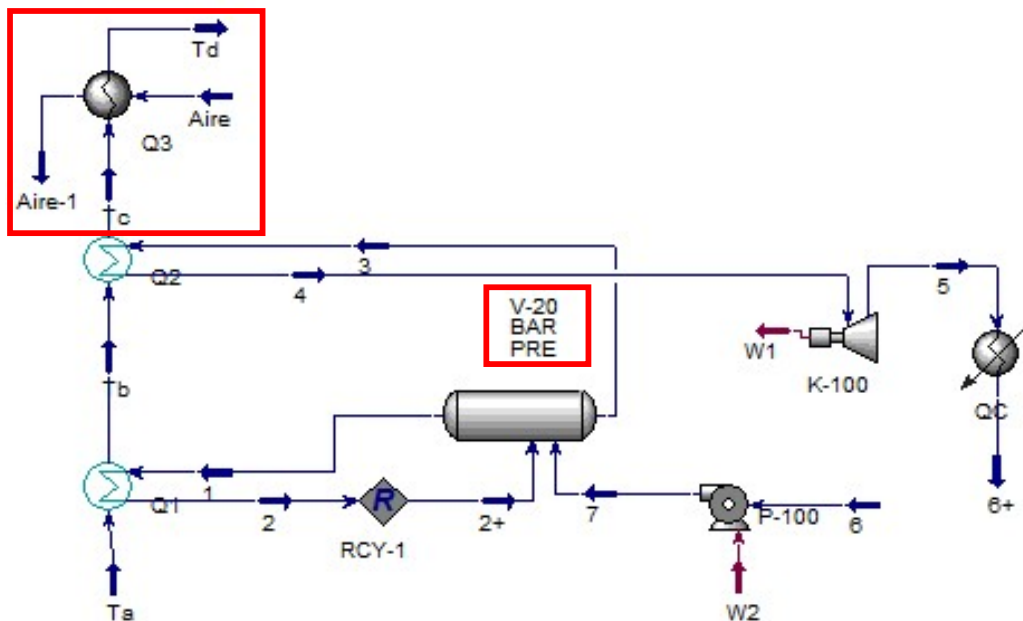 Td
Aire
Q3
Aire-1
Tc
Q2
3
4
V-20
BAR
PRE
5
W1
K-100
QC
Tb
1
Q1
2
R
2+
7
P-100
6
6+
RCY-1
Ta
W2